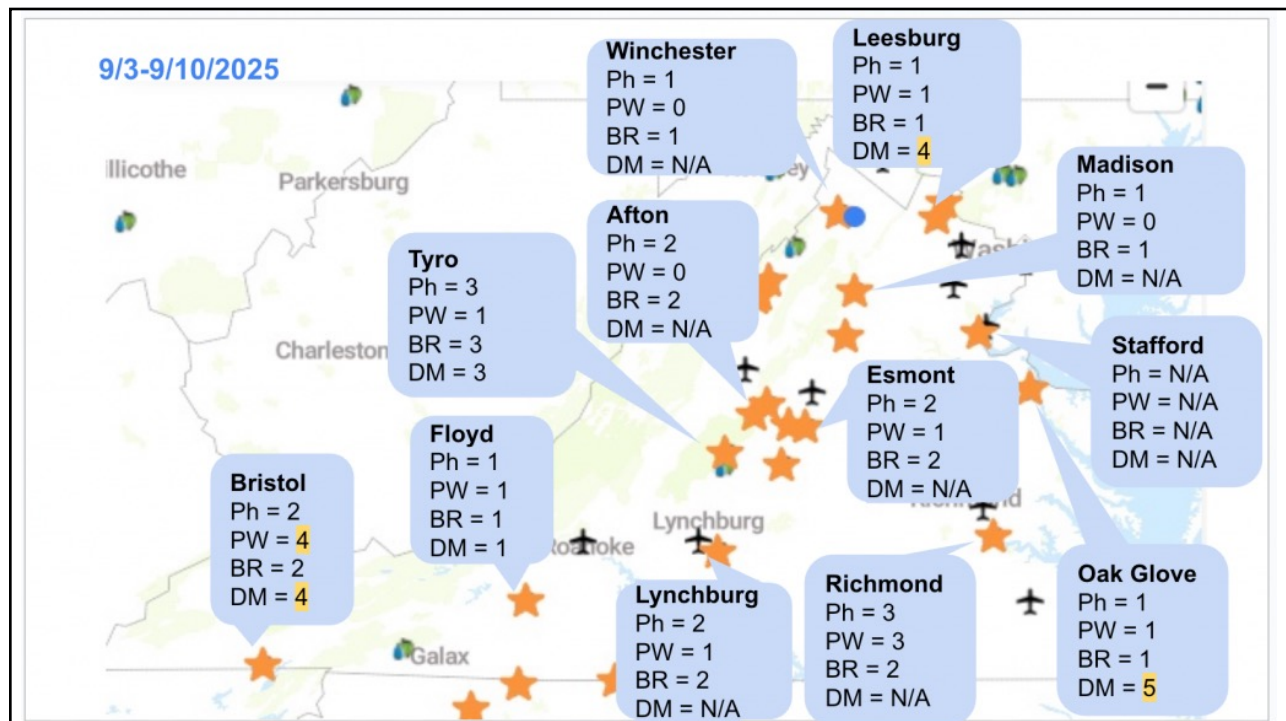 9/3-9/10/2025
Winchester
Ph = 1
PW = 0
BR = 1
DM = N/A
Leesburg
Ph = 1
PW = 1
BR = 1
DM = 4
Madison
Ph = 1
PW = 0
BR = 1
DM = N/A
Afton
Ph = 2
PW = 0
BR = 2
DM = N/A
Tyro
Ph = 3
PW = 1
BR = 3
DM = 3
Stafford
Ph = N/A
PW = N/A
BR = N/A
DM = N/A
Esmont
Ph = 2
PW = 1
BR = 2
DM = N/A
Floyd
Ph = 1
PW = 1
BR = 1
DM = 1
Bristol
Ph = 2
PW = 4
BR = 2
DM = 4
Lynchburg
Ph = 2
PW = 1
BR = 2
DM = N/A
Richmond
Ph = 3
PW = 3
BR = 2
DM = N/A
Oak Glove
Ph = 1
PW = 1
BR = 1
DM = 5
llicothe
Parkersburg
Charleston
Lynchburg
Galax